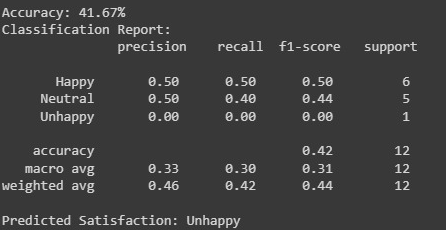 Accuracy: 41.67%
Classification Report:
              precision    recall  f1-score   support

       Happy       0.50      0.50      0.50         6
     Neutral       0.50      0.40      0.44         5
     Unhappy       0.00      0.00      0.00         1

    accuracy                           0.42        12
   macro avg       0.33      0.30      0.31        12
weighted avg       0.46      0.42      0.44        12

Predicted Satisfaction: Unhappy